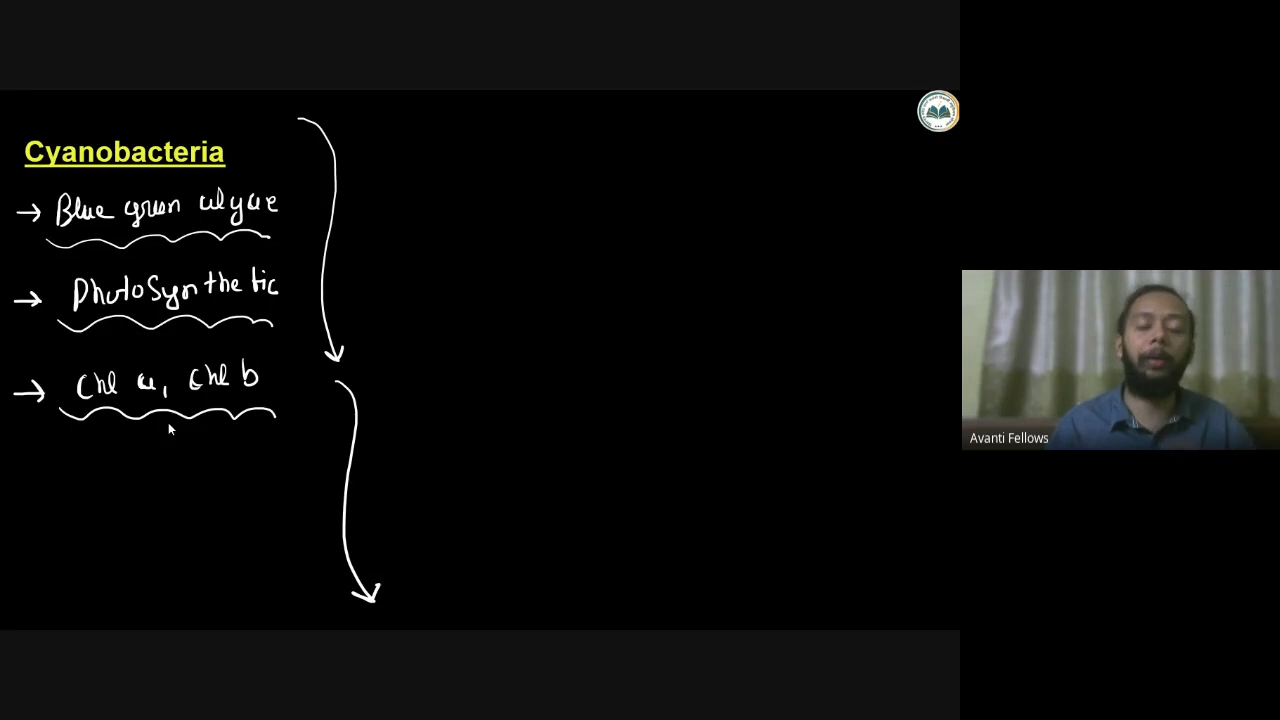 Cyanobacteria
→ Blue green algae
→ Photosynthetic
→ Chl a, Chl b
Avanti Fellows